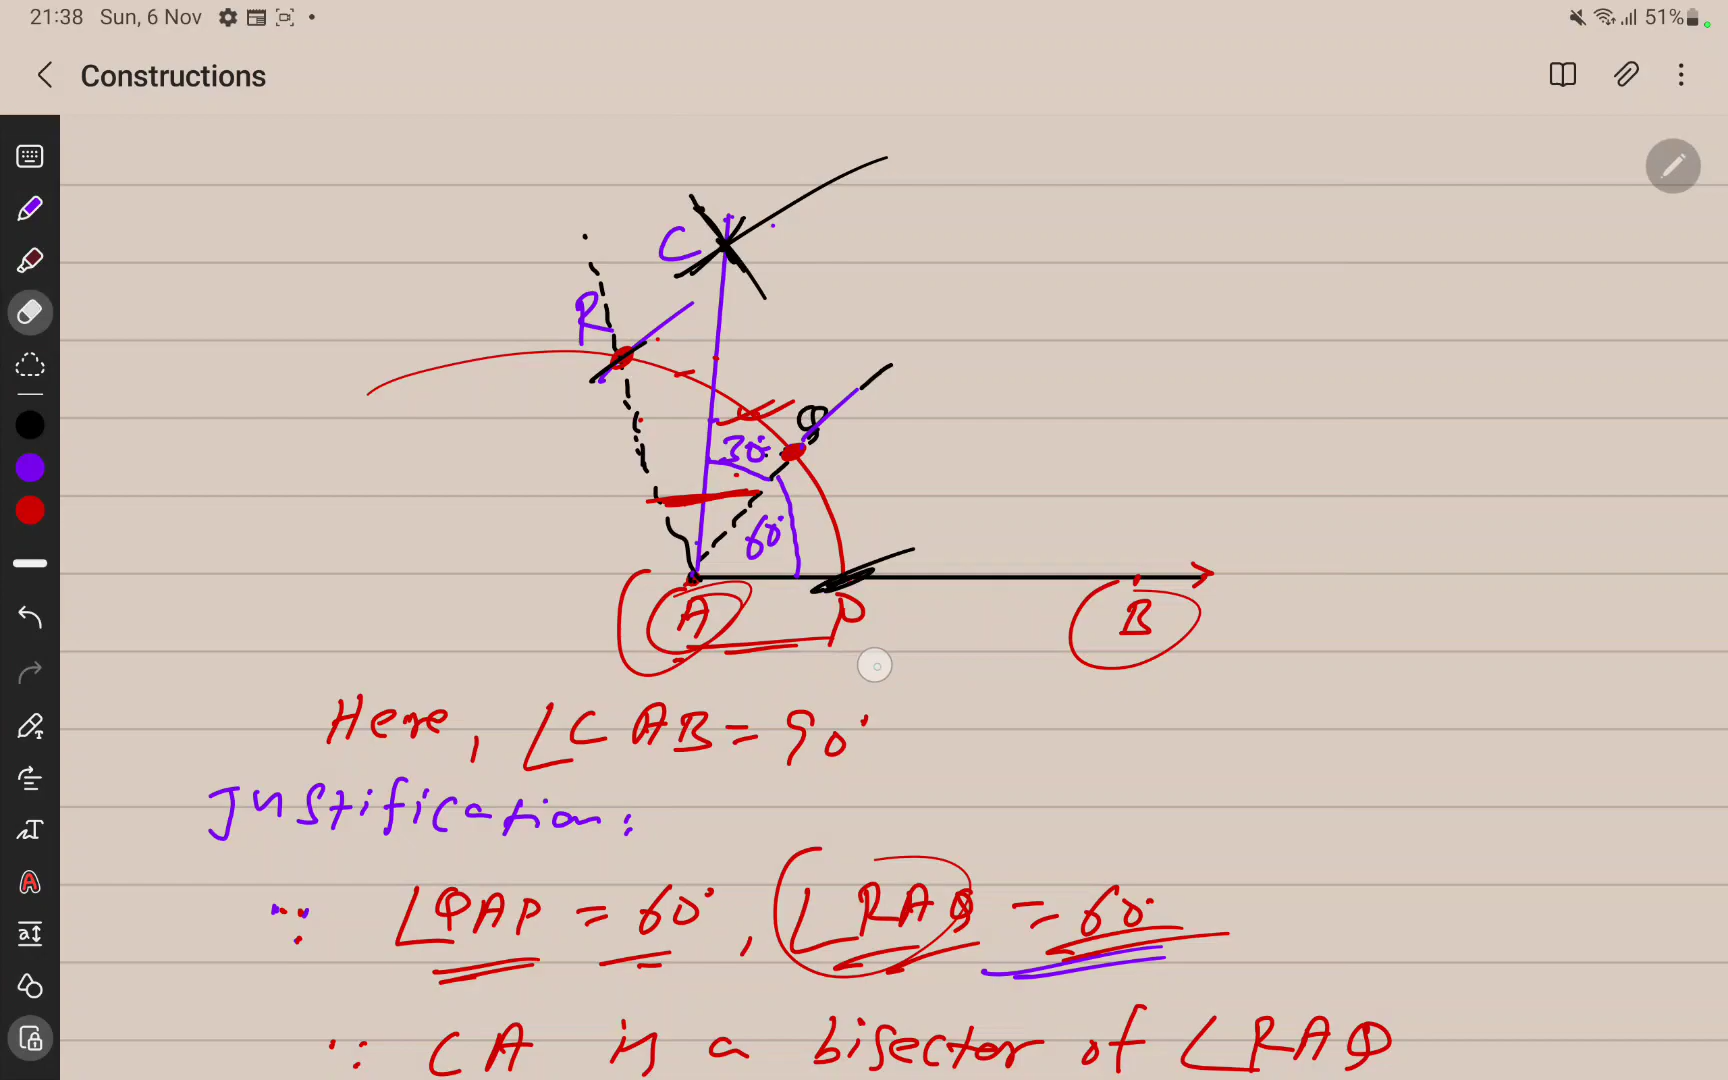 21:38 Sun, 6 Nov 51%
Constructions
C
R
Q
30°
60°
A P B
Here, ∠CAB = 90°
Justification:
∵ ∠QAP = 60°, ∠RAQ = 60°
∵ CA is a bisector of ∠RAQ